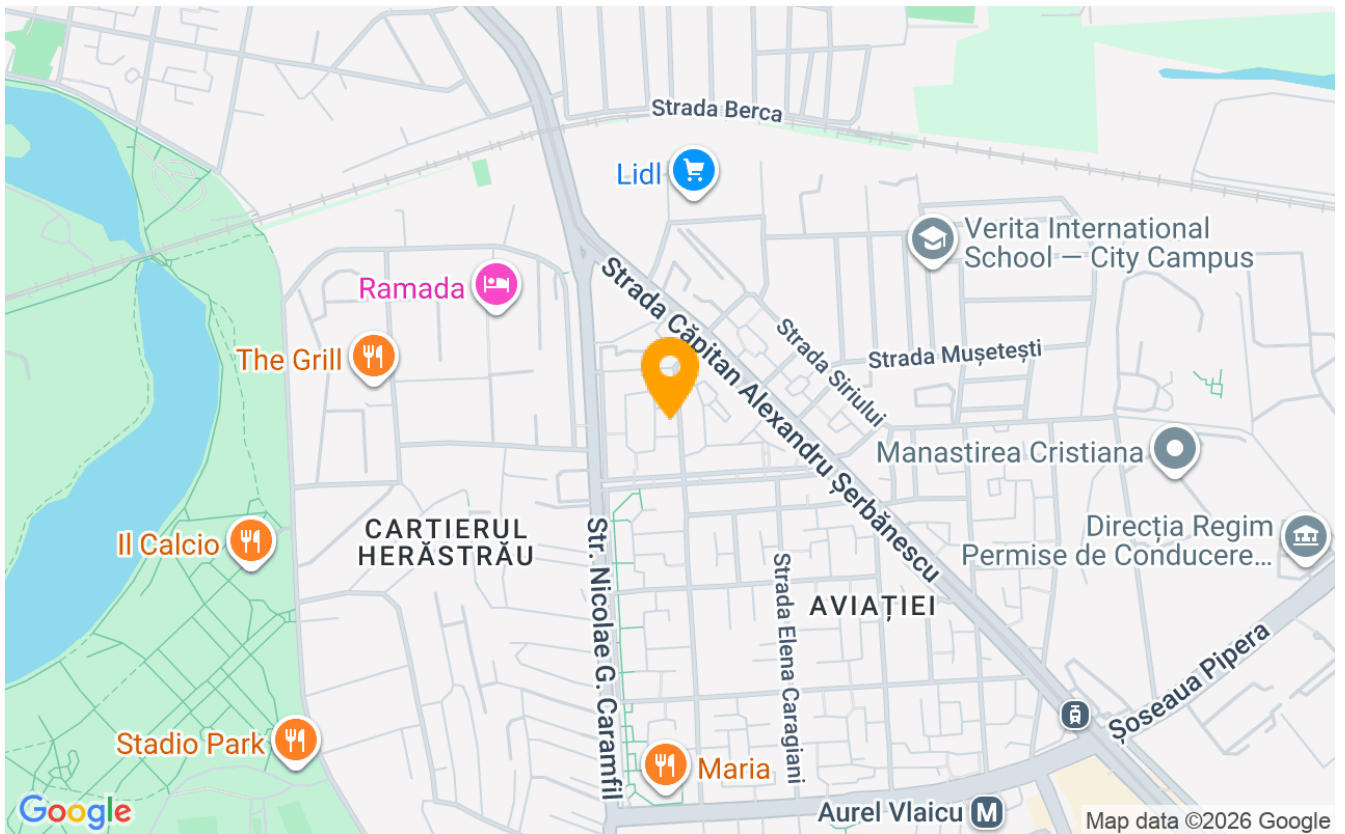 Strada Berca
Lidl
Verita International
School — City Campus
Ramada
Strada Căpitan Alexandru Șerbănescu
The Grill
Strada Siriului
Strada Mușetești
Manastirea Cristiana
CARTIERUL
HERĂSTRĂU
Il Calcio
Direcția Regim
Permise de Conducere...
Str. Nicolae G. Caramfil
Strada Elena Caragiani
AVIAȚIEI
Șoseaua Pipera
Stadio Park
Maria
Google
Aurel Vlaicu M
Map data ©2026 Google